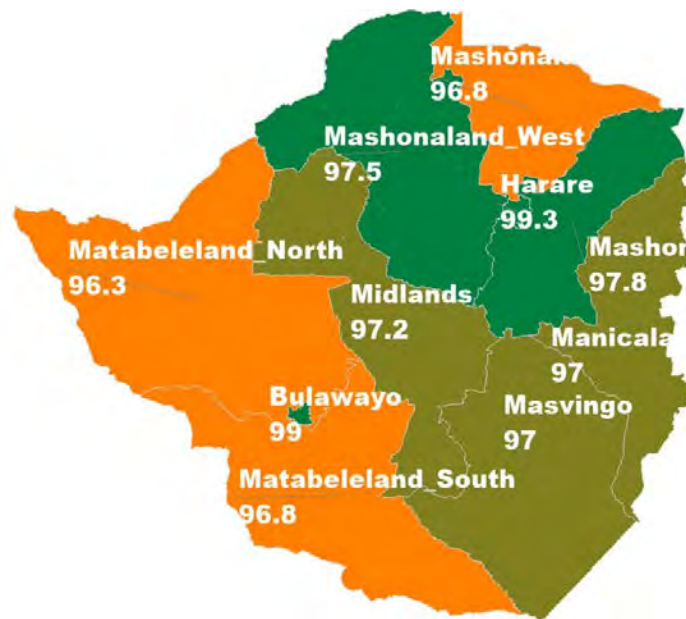 Mashona
96.8
Mashonaland_West
97.5
Harare
99.3
Matabeleland_North
96.3
Mashon
97.8
Midlands
97.2
Manicala
97
Bulawayo
99
Masvingo
97
Matabeleland_South
96.8